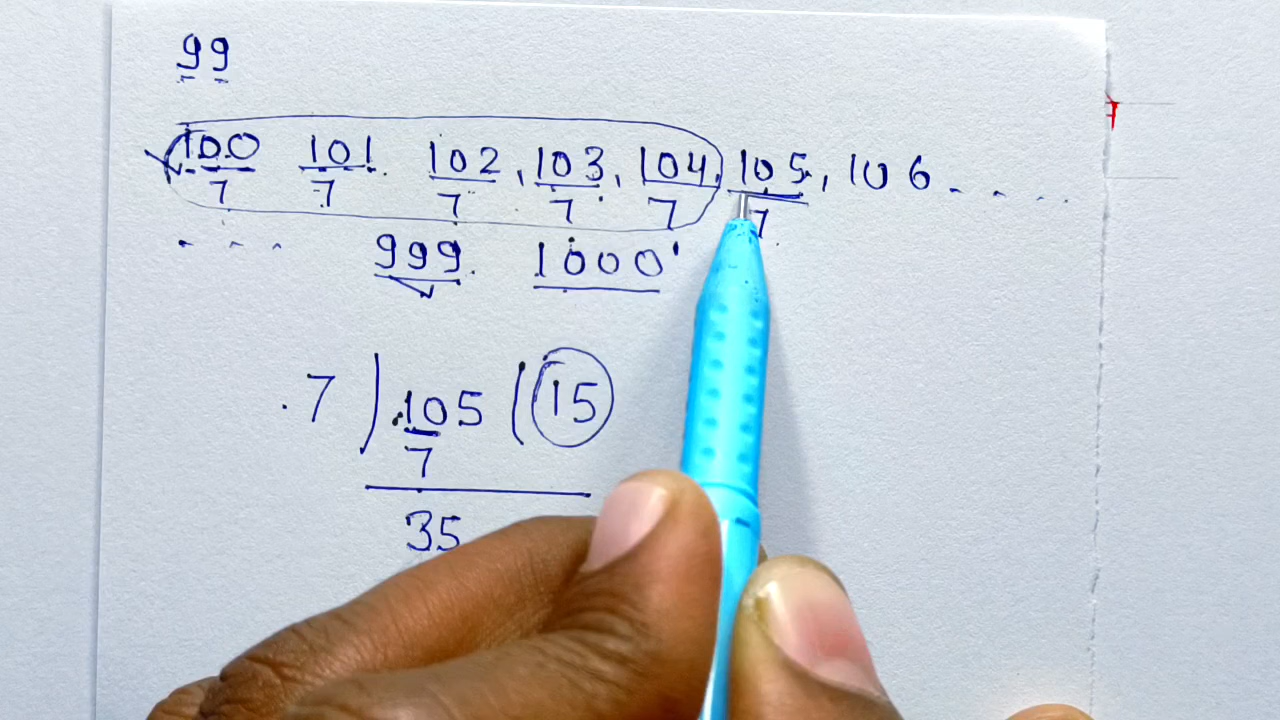 99
100 101. 102, 103, 104, 105, 106 . . . .
7 7 7 7 7 7
. . . . 999. 1000
7 ) 105 ( 15
7
35